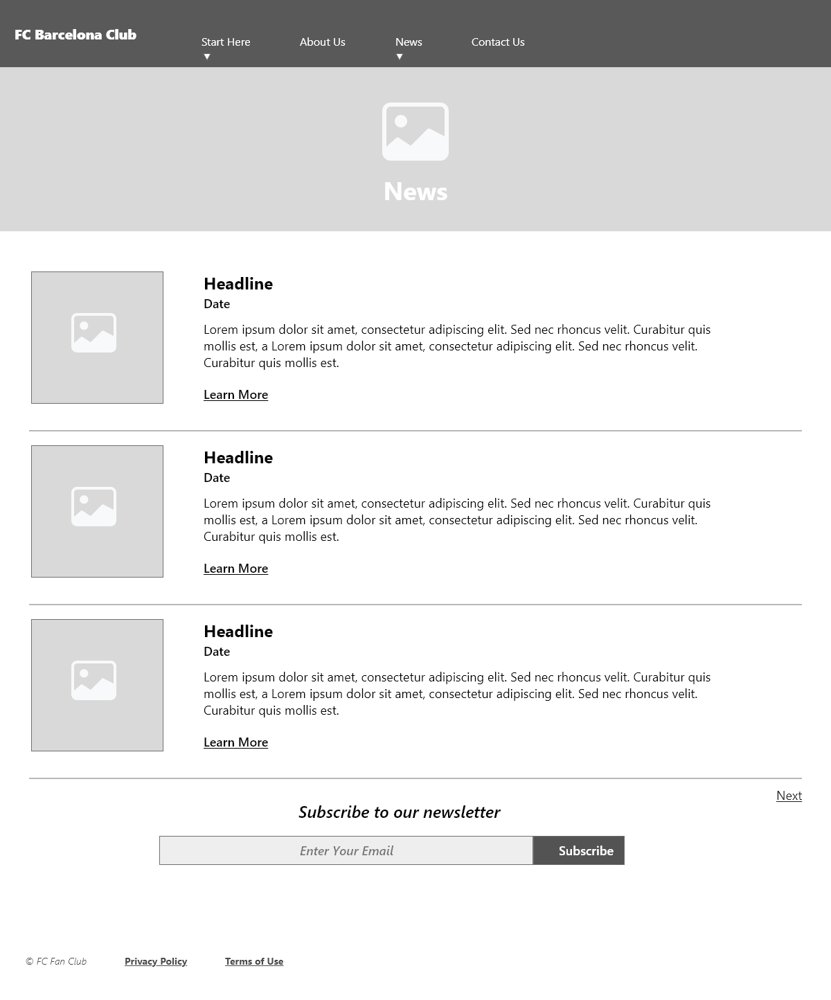 FC Barcelona Club
Start Here
About Us
News
Contact Us
News
Headline
Date
Lorem ipsum dolor sit amet, consectetur adipiscing elit. Sed nec rhoncus velit. Curabitur quis
mollis est, a Lorem ipsum dolor sit amet, consectetur adipiscing elit. Sed nec rhoncus velit.
Curabitur quis mollis est.
Learn More
Headline
Date
Lorem ipsum dolor sit amet, consectetur adipiscing elit. Sed nec rhoncus velit. Curabitur quis
mollis est, a Lorem ipsum dolor sit amet, consectetur adipiscing elit. Sed nec rhoncus velit.
Curabitur quis mollis est.
Learn More
Headline
Date
Lorem ipsum dolor sit amet, consectetur adipiscing elit. Sed nec rhoncus velit. Curabitur quis
mollis est, a Lorem ipsum dolor sit amet, consectetur adipiscing elit. Sed nec rhoncus velit.
Curabitur quis mollis est.
Learn More
Next
Subscribe to our newsletter
Enter Your Email
Subscribe
© FC Fan Club
Privacy Policy
Terms of Use